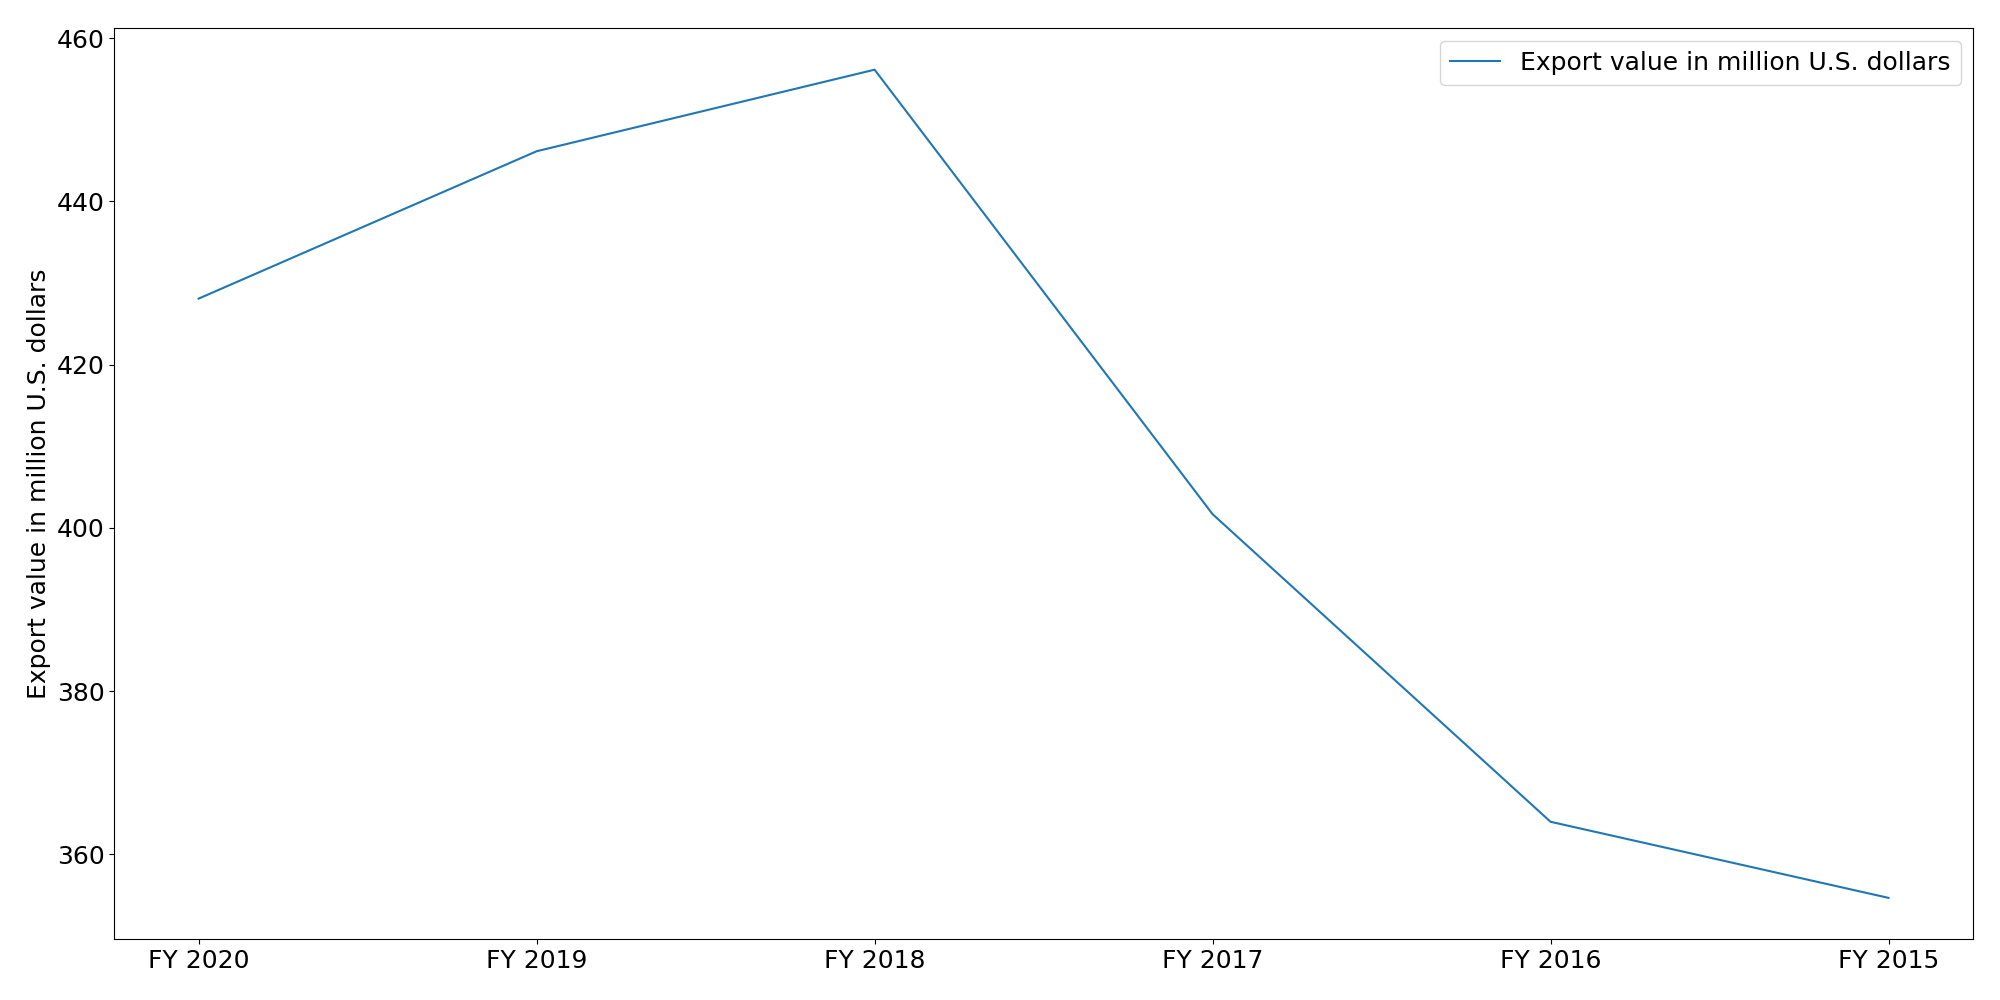 Export value in million U.S. dollars
460
440
420
400
380
360
Export value in million U.S. dollars
FY 2020
FY 2019
FY 2018
FY 2017
FY 2016
FY 2015